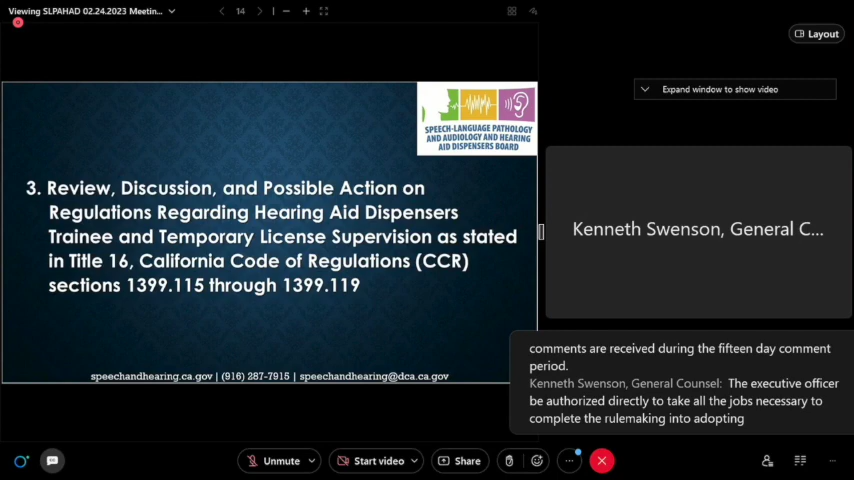 Viewing SLPAHAD 02.24.2023 Meetin...
14
Layout
Expand window to show video
SPEECH-LANGUAGE PATHOLOGY
AND AUDIOLOGY AND HEARING
AID DISPENSERS BOARD
3. Review, Discussion, and Possible Action on
Regulations Regarding Hearing Aid Dispensers
Trainee and Temporary License Supervision as stated
in Title 16, California Code of Regulations (CCR)
sections 1399.115 through 1399.119
speechandhearing.ca.gov | (916) 287-7915 | speechandhearing@dca.ca.gov
Kenneth Swenson, General C...
comments are received during the fifteen day comment
period.
Kenneth Swenson, General Counsel: The executive officer
be authorized directly to take all the jobs necessary to
complete the rulemaking into adopting
Unmute
Start video
Share